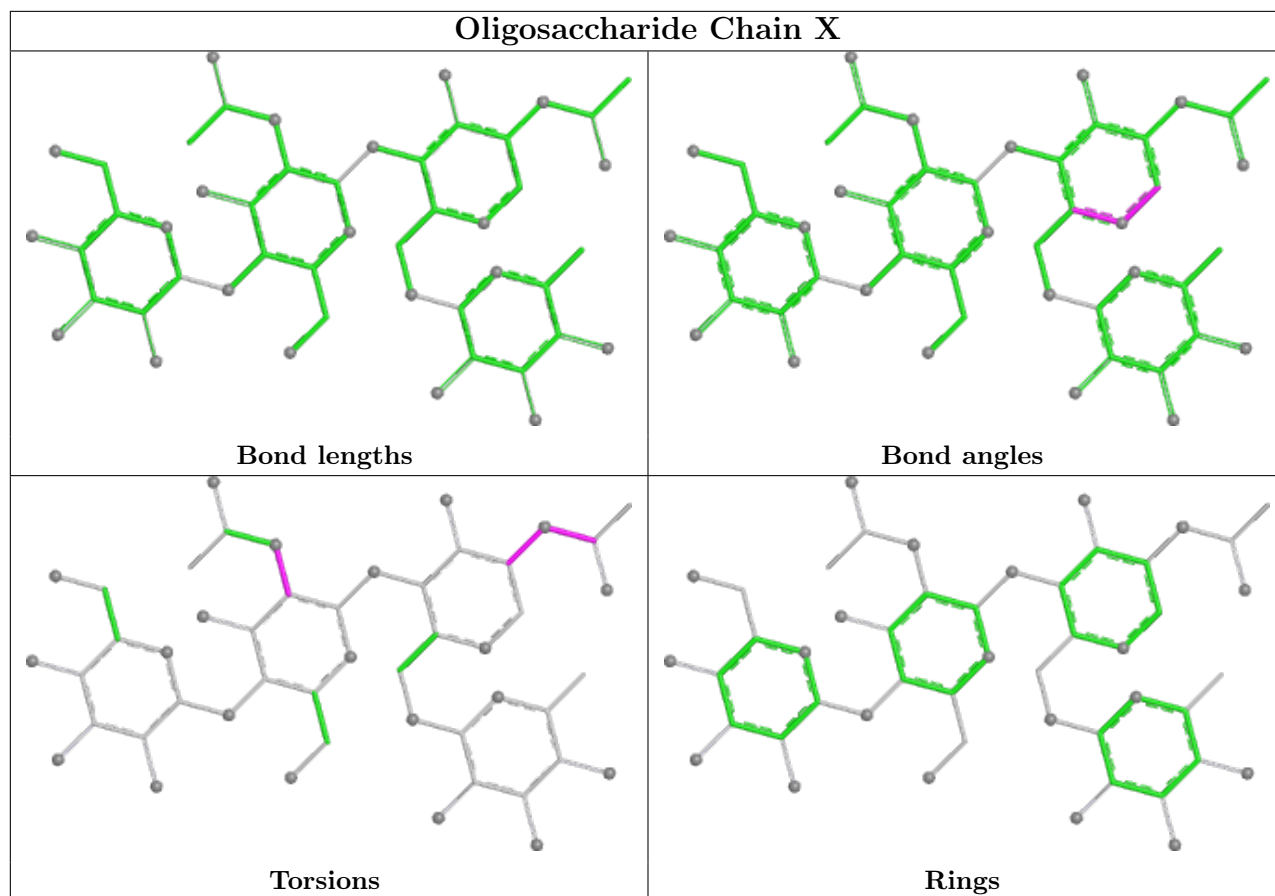 Oligosaccharide Chain X
Bond lengths
Bond angles
Torsions
Rings